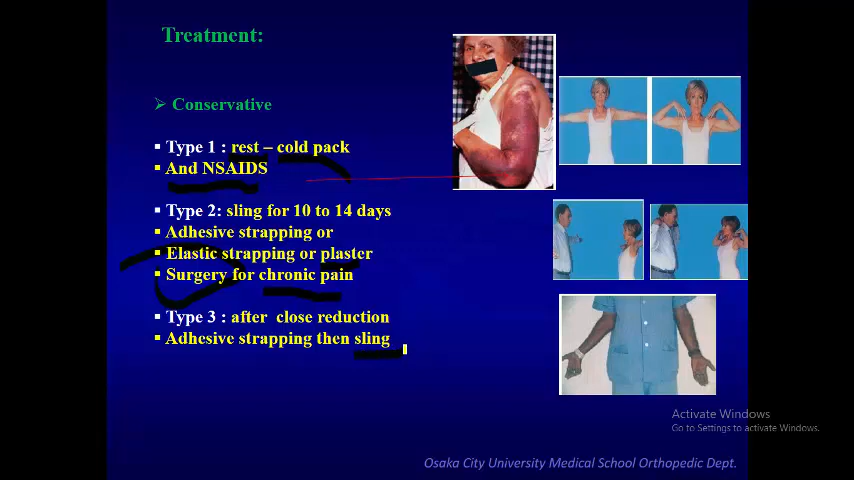 Treatment:
➢ Conservative
▪ Type 1 : rest – cold pack
▪ And NSAIDS
▪ Type 2: sling for 10 to 14 days
▪ Adhesive strapping or
▪ Elastic strapping or plaster
▪ Surgery for chronic pain
▪ Type 3 : after  close reduction
▪ Adhesive strapping then sling
Activate Windows
Go to Settings to activate Windows.
Osaka City University Medical School Orthopedic Dept.